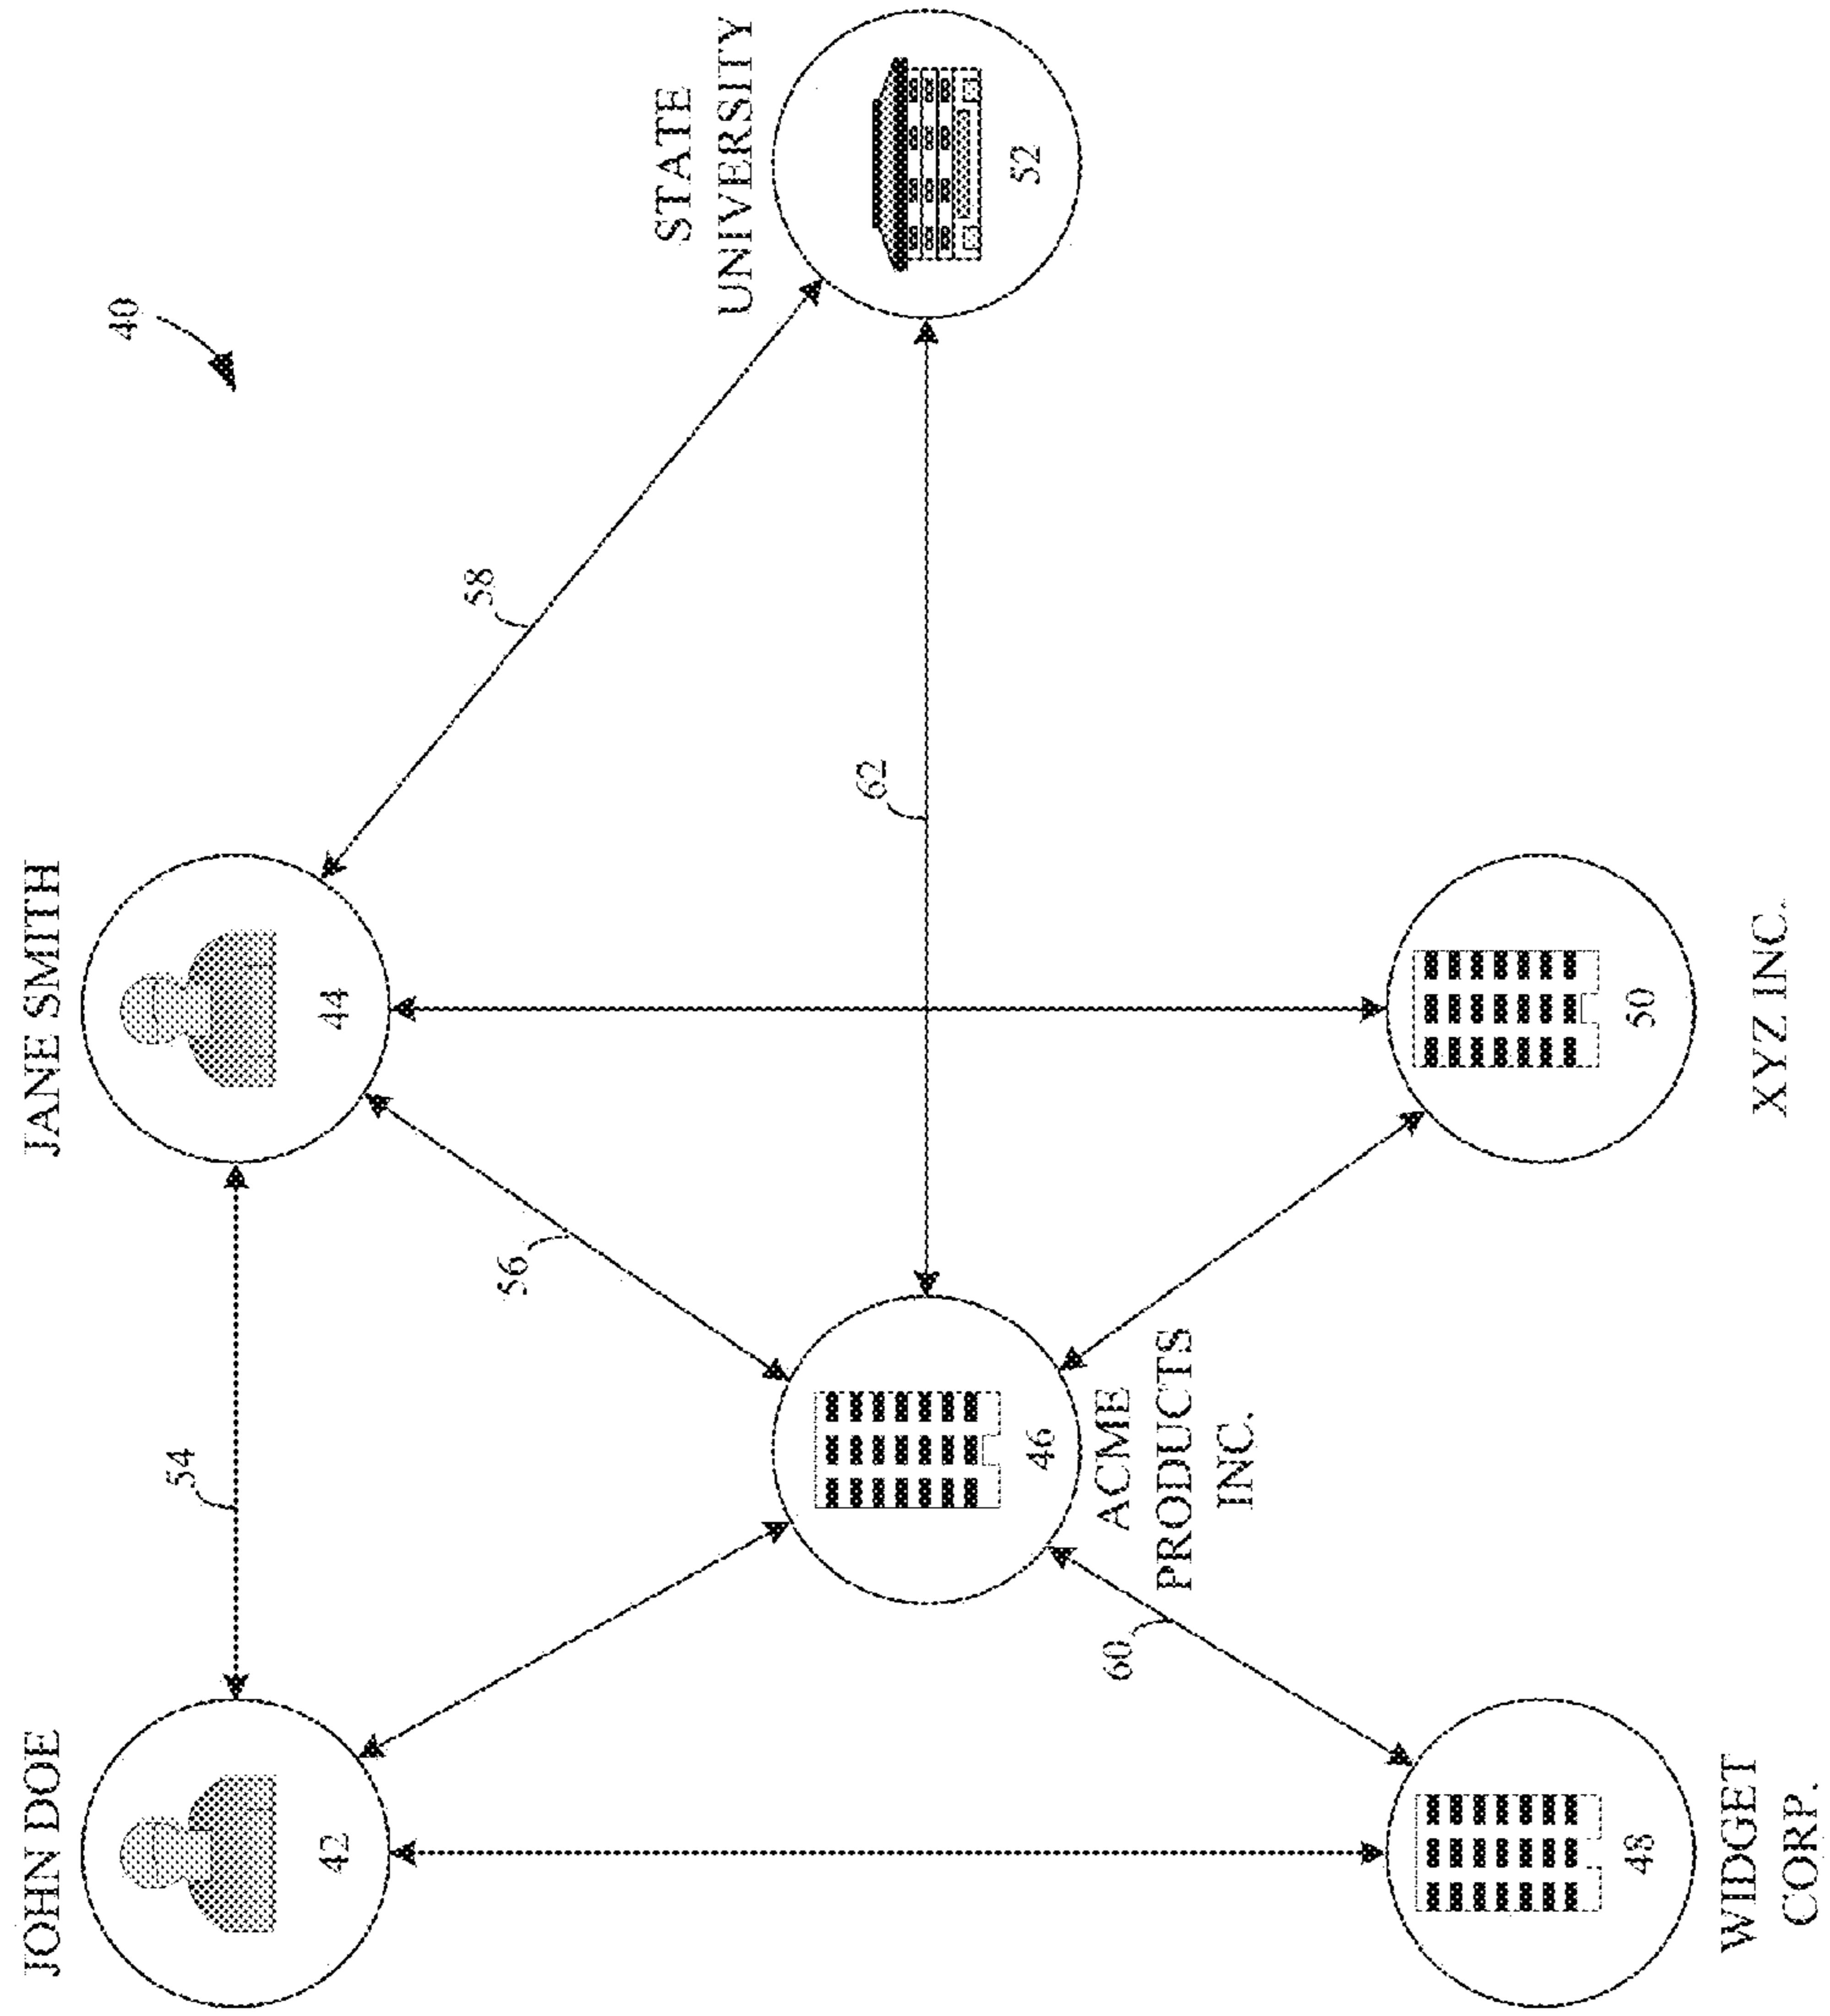 40
JOHN DOE
JANE SMITH
54
42
44
58
56
STATE
UNIVERSITY
62
46
52
ACME
PRODUCTS
INC.
60
48
50
WIDGET
CORP.
XYZ INC.